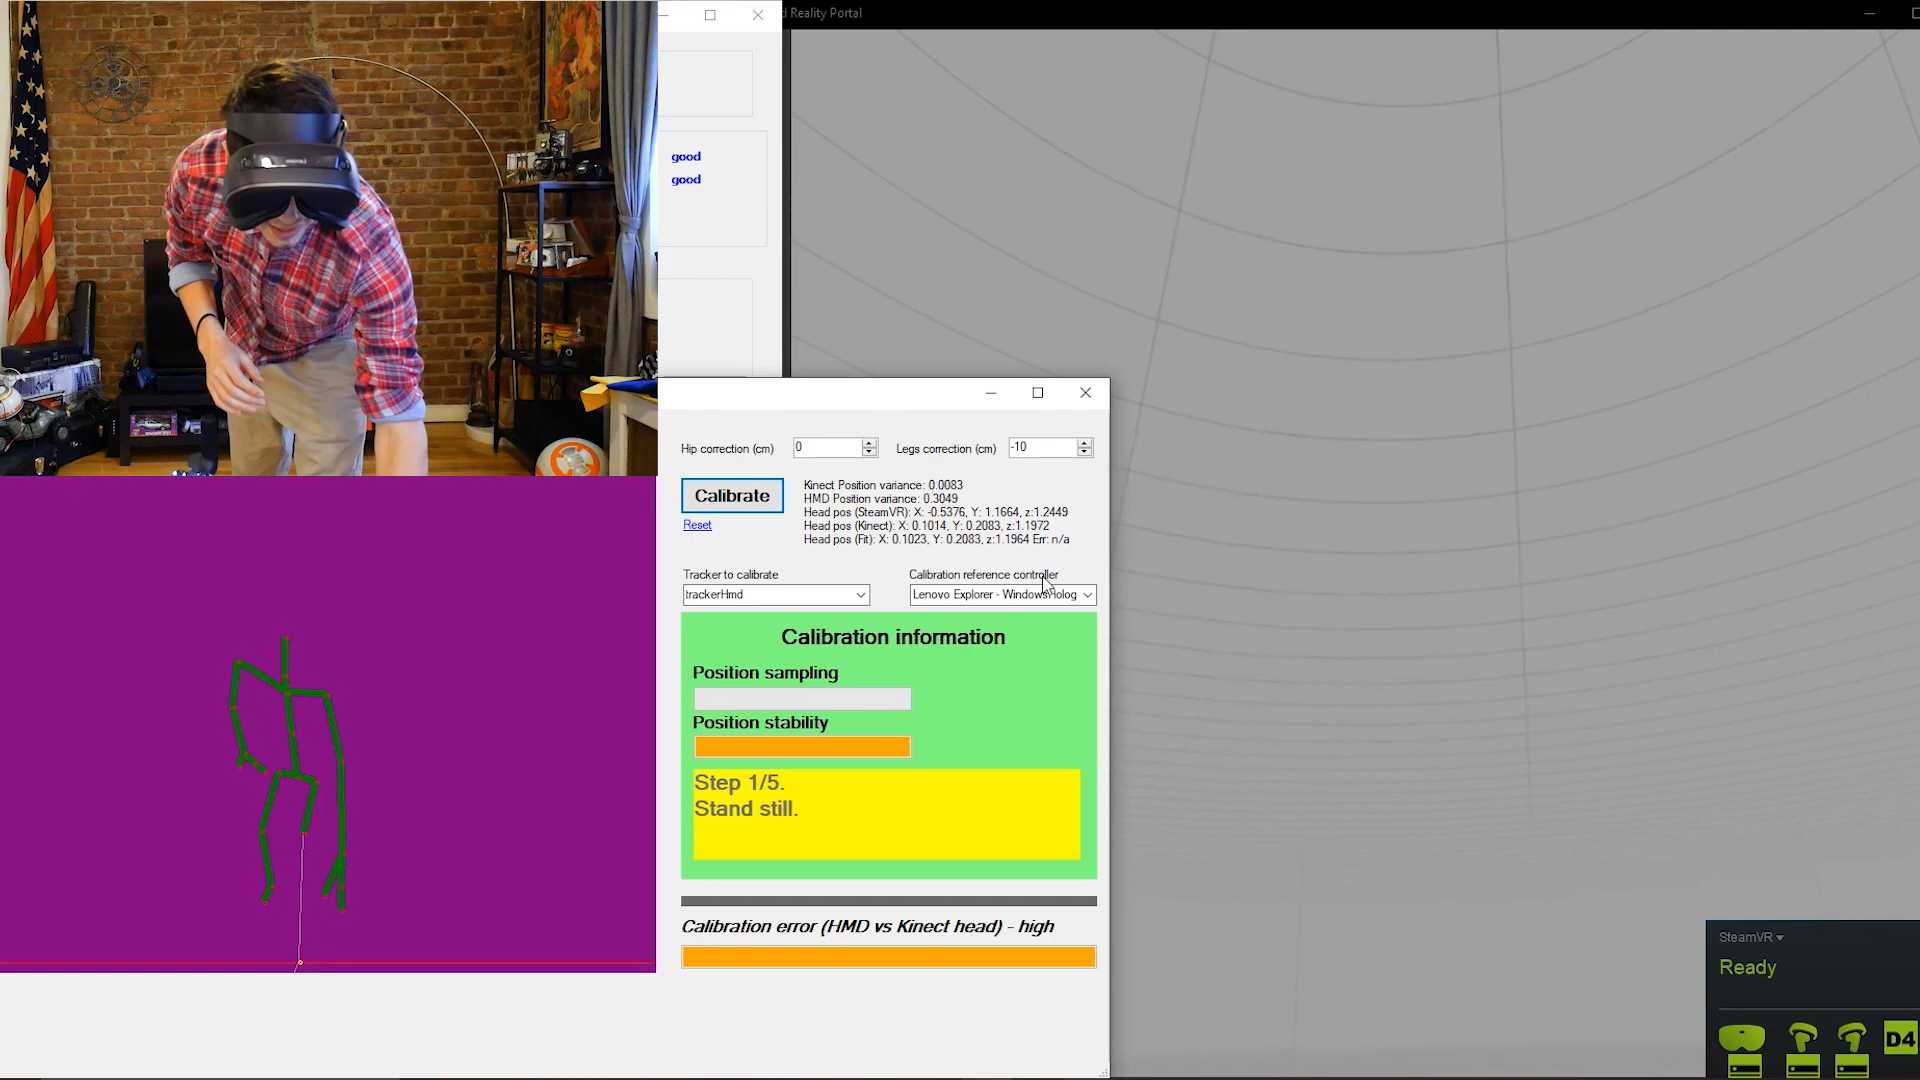 d Reality Portal
good
good
Hip correction (cm)
0
Legs correction (cm)
-10
Calibrate
Reset
Kinect Position variance: 0.0083
HMD Position variance: 0.3049
Head pos (SteamVR): X: -0.5376, Y: 1.1664, z:1.2449
Head pos (Kinect): X: 0.1014, Y: 0.2083, z:1.1972
Head pos (Fit): X: 0.1023, Y: 0.2083, z:1.1964 Err: n/a
Tracker to calibrate
trackerHmd
Calibration reference controller
Lenovo Explorer - WindowsHolog
Calibration information
Position sampling
Position stability
Step 1/5.
Stand still.
Calibration error (HMD vs Kinect head) - high
SteamVR
Ready
D4